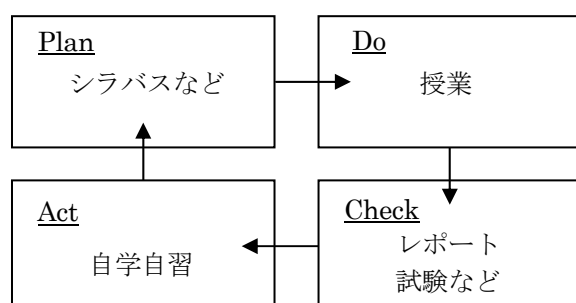 Plan
シラバスなど
Do
授業
Act
自学自習
Check
レポート
試験など